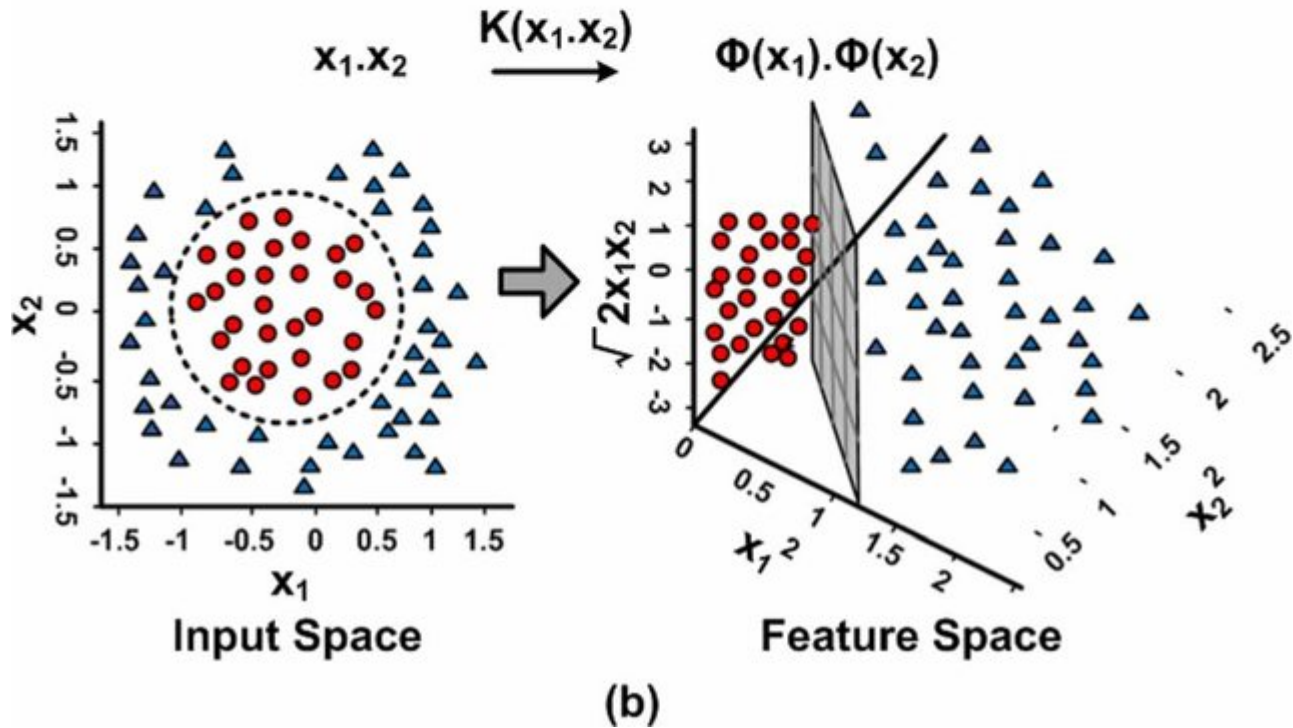 x₁.x₂
K(x₁.x₂)
Φ(x₁).Φ(x₂)
x₂
1.5
1
0.5
0
-0.5
-1
-1.5
-1.5 -1 -0.5 0 0.5 1 1.5
x₁
Input Space
√2x₁x₂
3
2
1
0
-1
-2
-3
0 0.5 1 1.5 2
x₁²
0.5 1 1.5 2 2.5
x₂²
Feature Space
(b)